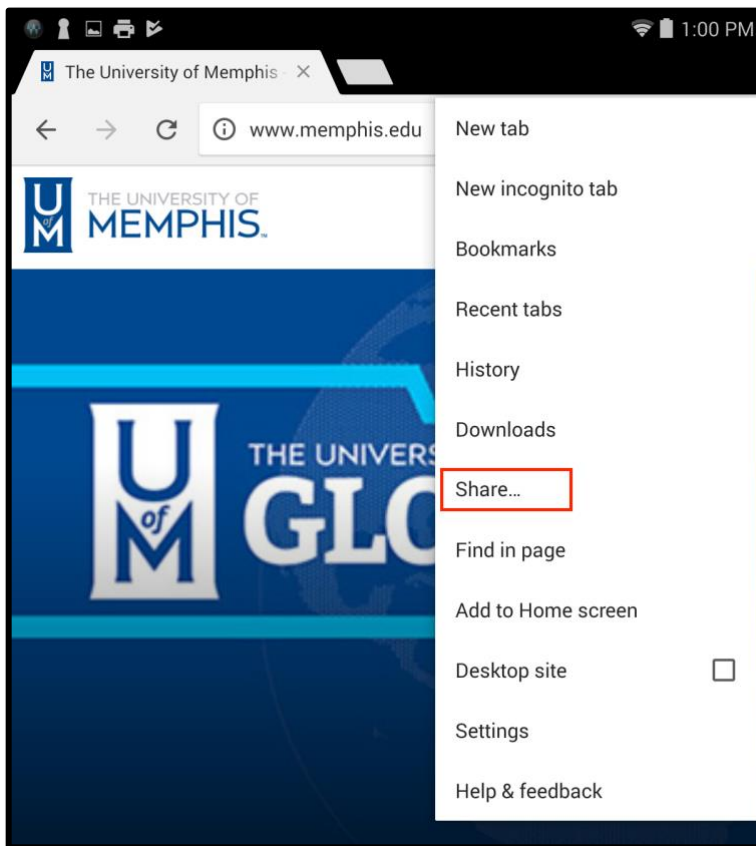 1:00 PM
The University of Memphis -
www.memphis.edu
New tab
New incognito tab
Bookmarks
Recent tabs
History
Downloads
Share...
Find in page
Add to Home screen
Desktop site
Settings
Help & feedback
UofM
THE UNIVERSITY OF
MEMPHIS
UofM
THE UNIVERS
GLO